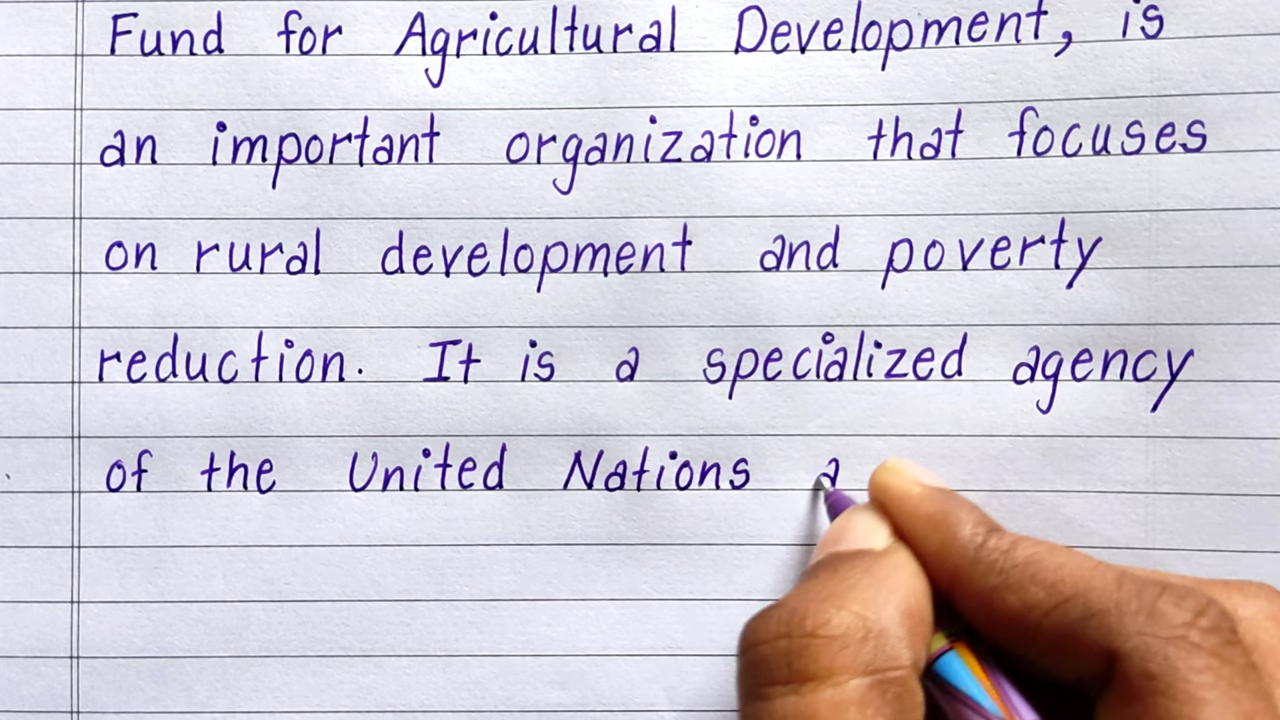 Fund for Agricultural Development, is
an important organization that focuses
on rural development and poverty
reduction. It is a specialized agency
of the United Nations a